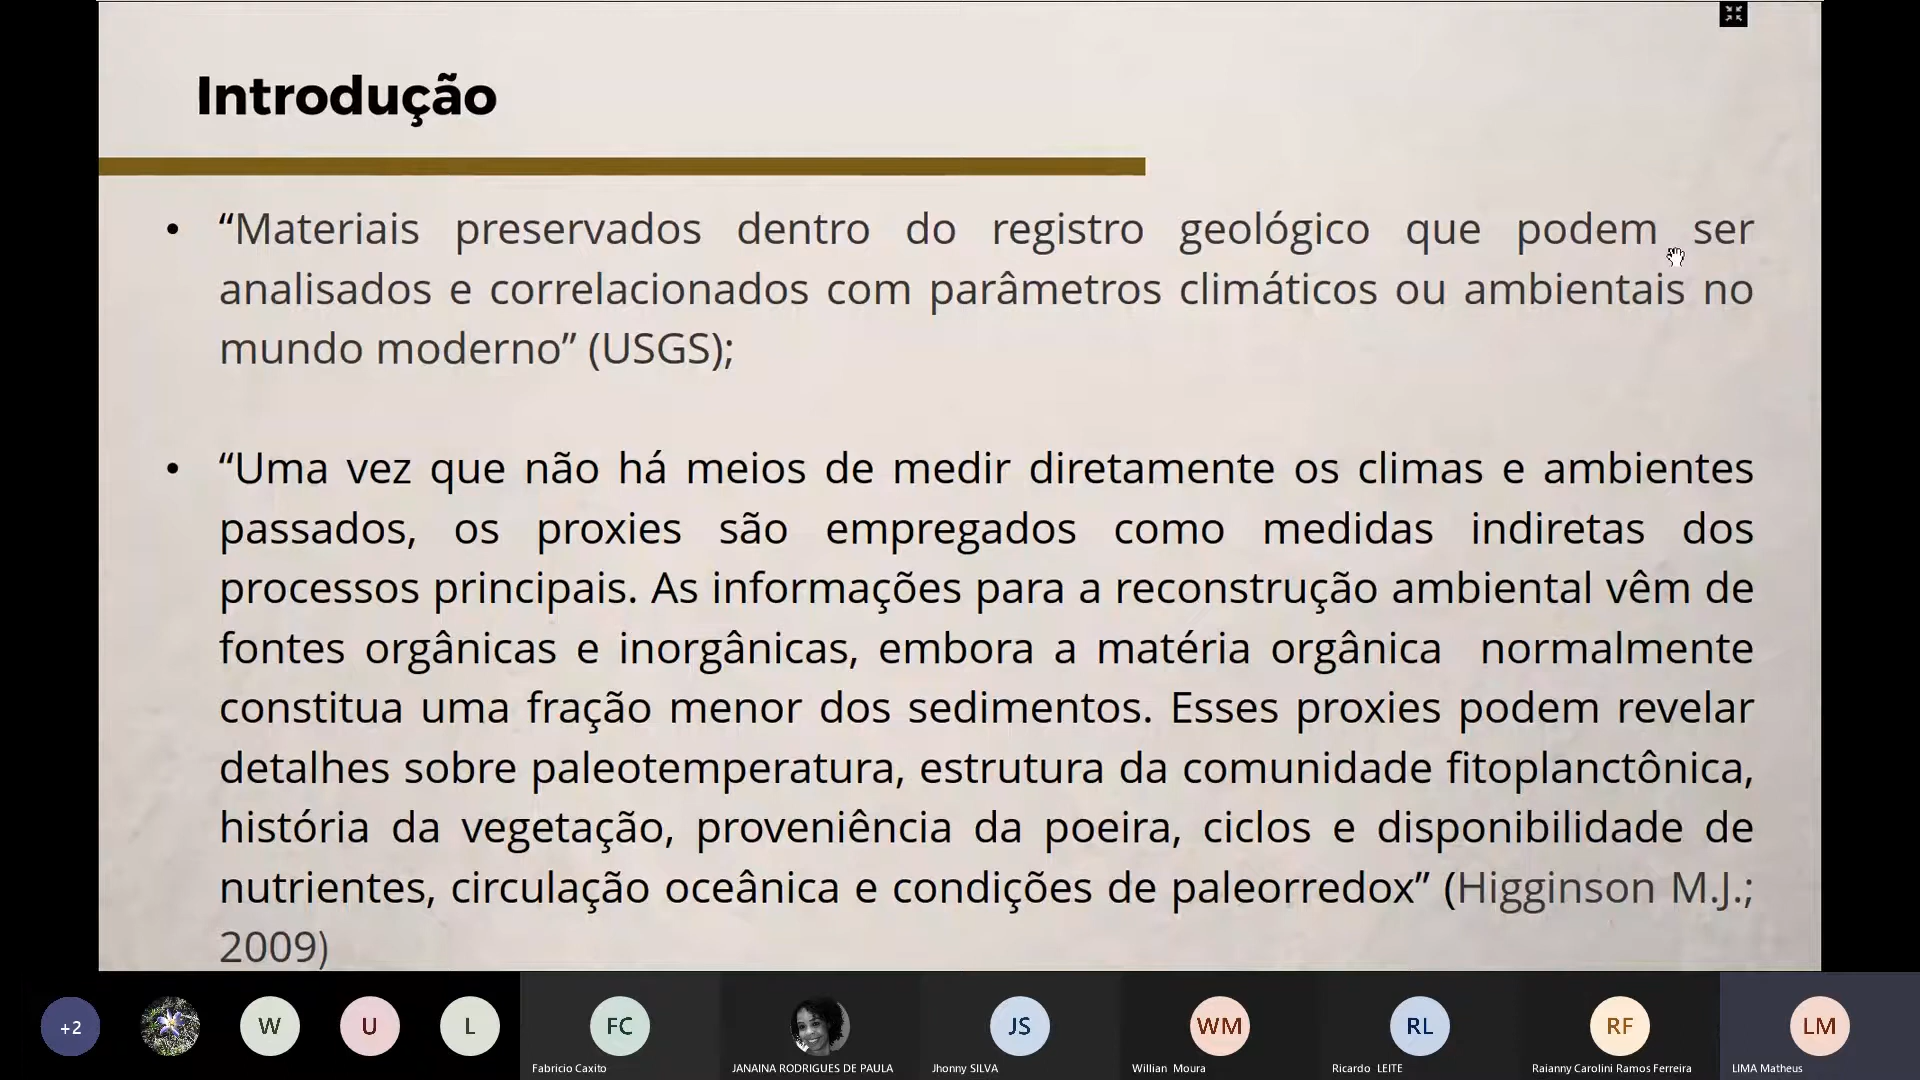 Introdução
• “Materiais preservados dentro do registro geológico que podem ser
analisados e correlacionados com parâmetros climáticos ou ambientais no
mundo moderno” (USGS);
• “Uma vez que não há meios de medir diretamente os climas e ambientes
passados, os proxies são empregados como medidas indiretas dos
processos principais. As informações para a reconstrução ambiental vêm de
fontes orgânicas e inorgânicas, embora a matéria orgânica normalmente
constitua uma fração menor dos sedimentos. Esses proxies podem revelar
detalhes sobre paleotemperatura, estrutura da comunidade fitoplanctônica,
história da vegetação, proveniência da poeira, ciclos e disponibilidade de
nutrientes, circulação oceânica e condições de paleorredox” (Higginson M.J.;
2009)
+2 W U L FC JS WM RL RF LM
Fabricio Caxito JANAINA RODRIGUES DE PAULA Jhonny SILVA Willian Moura Ricardo LEITE Raianny Carolini Ramos Ferreira LIMA Matheus